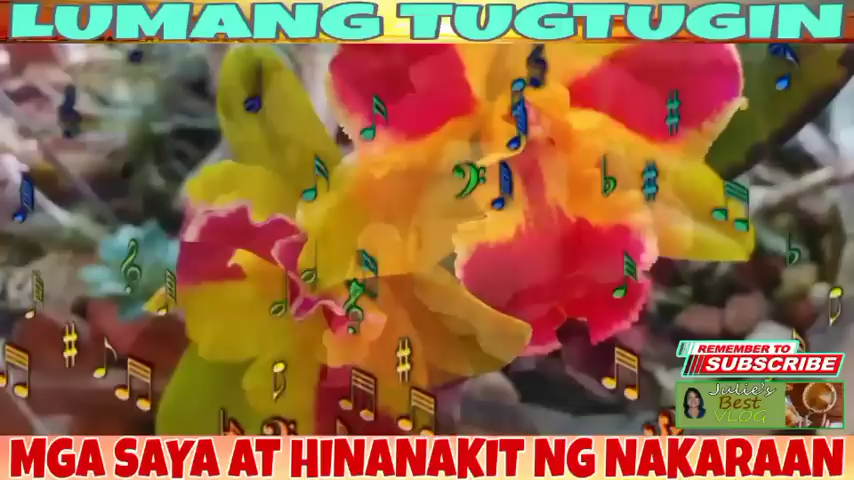 LUMANG TUGTUGIN
REMEMBER TO
SUBSCRIBE
Julie's
Best
VLOG
MGA SAYA AT HINANAKIT NG NAKARAAN